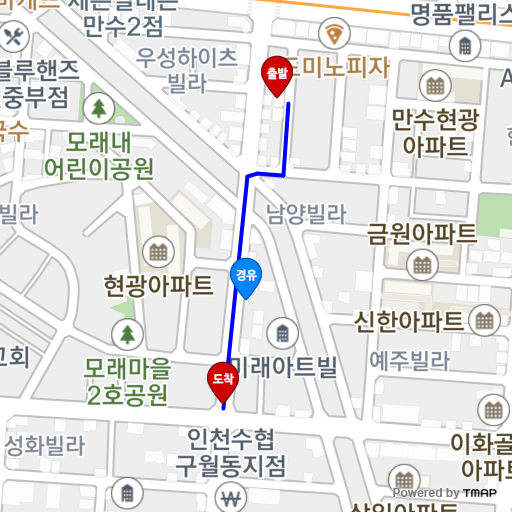 만수2점
명품팰리스
우성하이츠
빌라
도미노피자
출발
블루핸즈
중부점
국수
모래내
어린이공원
만수현광
아파트
빌라
남양빌라
금원아파트
현광아파트
경유
신한아파트
교회
모래마을
2호공원
도착
미래아트빌
예주빌라
성화빌라
인천수협
구월동지점
이화골
아파트
Powered by TMAP